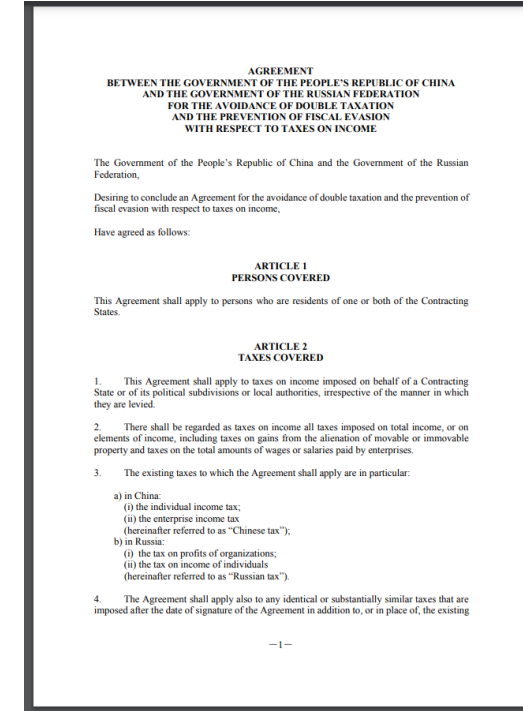 AGREEMENT
BETWEEN THE GOVERNMENT OF THE PEOPLE'S REPUBLIC OF CHINA
AND THE GOVERNMENT OF THE RUSSIAN FEDERATION
FOR THE AVOIDANCE OF DOUBLE TAXATION
AND THE PREVENTION OF FISCAL EVASION
WITH RESPECT TO TAXES ON INCOME
The Government of the People's Republic of China and the Government of the Russian
Federation,
Desiring to conclude an Agreement for the avoidance of double taxation and the prevention of
fiscal evasion with respect to taxes on income,
Have agreed as follows:
ARTICLE 1
PERSONS COVERED
This Agreement shall apply to persons who are residents of one or both of the Contracting
States.
ARTICLE 2
TAXES COVERED
1. This Agreement shall apply to taxes on income imposed on behalf of a Contracting
State or of its political subdivisions or local authorities, irrespective of the manner in which
they are levied.
2. There shall be regarded as taxes on income all taxes imposed on total income, or on
elements of income, including taxes on gains from the alienation of movable or immovable
property and taxes on the total amounts of wages or salaries paid by enterprises.
3. The existing taxes to which the Agreement shall apply are in particular:
a) in China:
(i) the individual income tax;
(ii) the enterprise income tax
(hereinafter referred to as "Chinese tax");
b) in Russia:
(i) the tax on profits of organizations;
(ii) the tax on income of individuals
(hereinafter referred to as "Russian tax").
4. The Agreement shall apply also to any identical or substantially similar taxes that are
imposed after the date of signature of the Agreement in addition to, or in place of, the existing
—1—